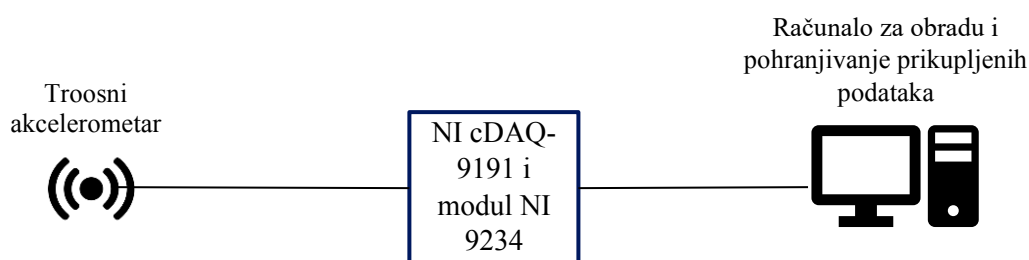 Troosni
akcelerometar
NI cDAQ-
9191 i
modul NI
9234
Računalo za obradu i
pohranjivanje prikupljenih
podataka